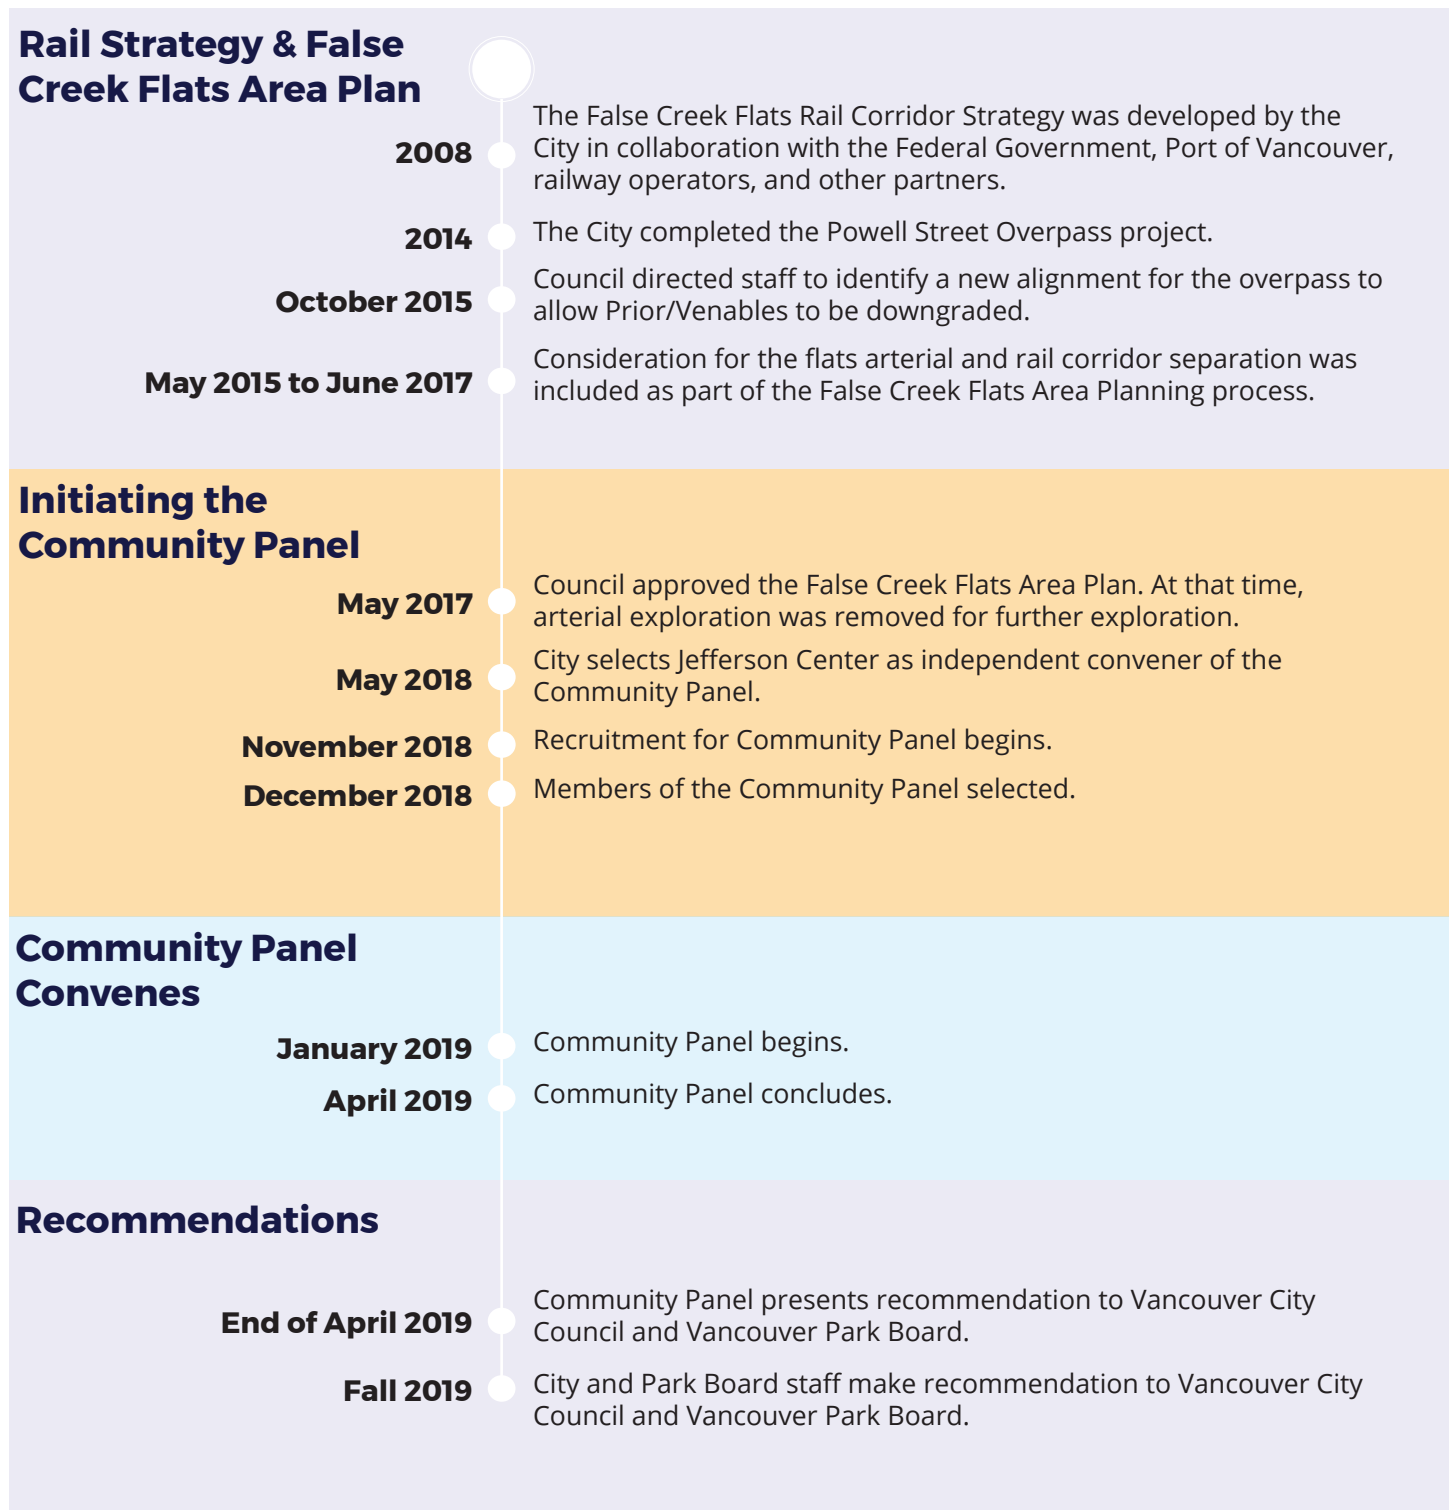 Rail Strategy & False
Creek Flats Area Plan
2008
The False Creek Flats Rail Corridor Strategy was developed by the
City in collaboration with the Federal Government, Port of Vancouver,
railway operators, and other partners.
2014
The City completed the Powell Street Overpass project.
October 2015
Council directed staff to identify a new alignment for the overpass to
allow Prior/Venables to be downgraded.
May 2015 to June 2017
Consideration for the flats arterial and rail corridor separation was
included as part of the False Creek Flats Area Planning process.
Initiating the
Community Panel
May 2017
Council approved the False Creek Flats Area Plan. At that time,
arterial exploration was removed for further exploration.
May 2018
City selects Jefferson Center as independent convener of the
Community Panel.
November 2018
Recruitment for Community Panel begins.
December 2018
Members of the Community Panel selected.
Community Panel
Convenes
January 2019
Community Panel begins.
April 2019
Community Panel concludes.
Recommendations
End of April 2019
Community Panel presents recommendation to Vancouver City
Council and Vancouver Park Board.
Fall 2019
City and Park Board staff make recommendation to Vancouver City
Council and Vancouver Park Board.